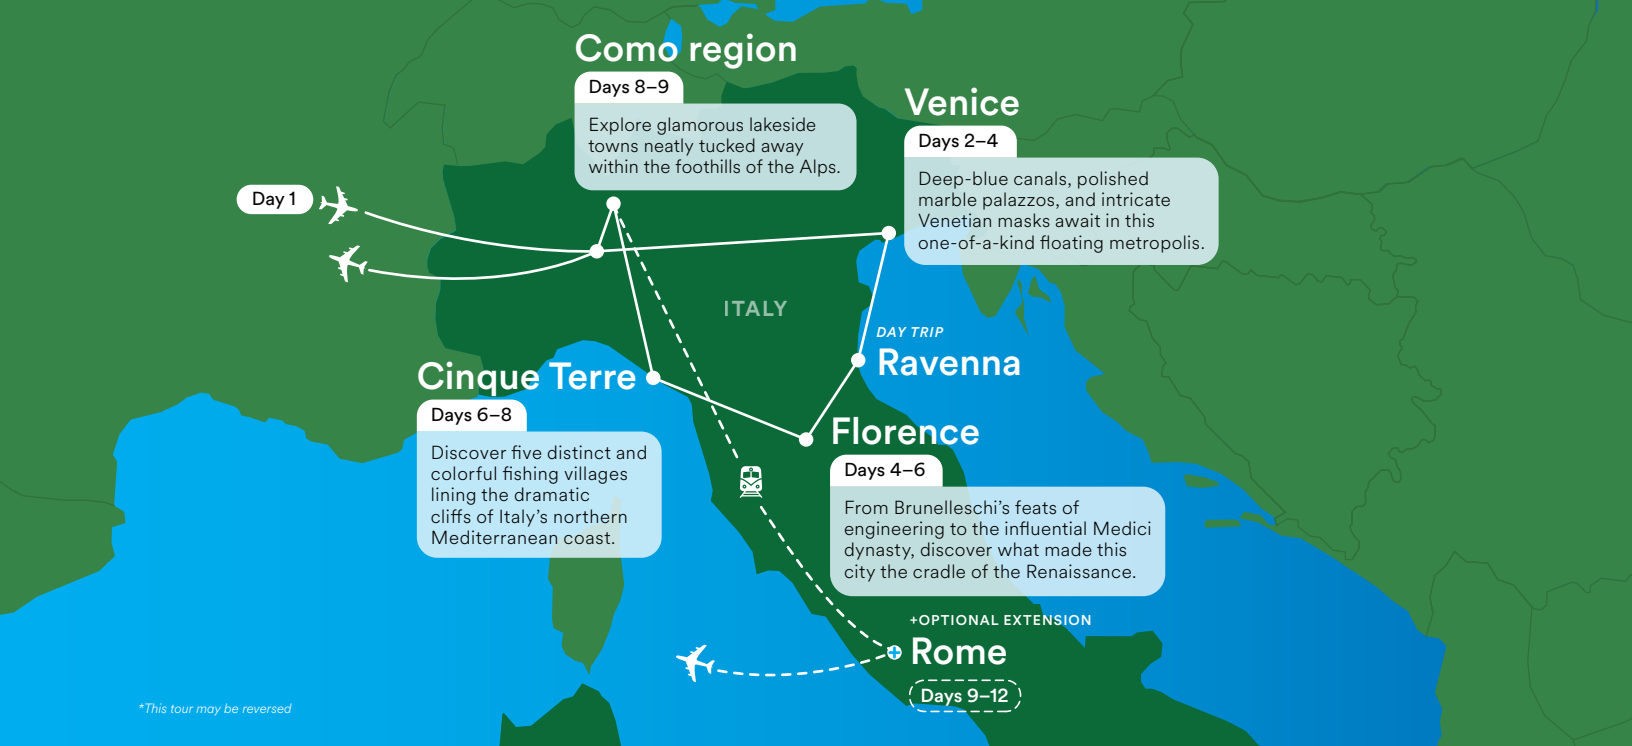 Como region
Days 8–9
Explore glamorous lakeside
towns neatly tucked away
within the foothills of the Alps.
Venice
Days 2–4
Deep-blue canals, polished
marble palazzos, and intricate
Venetian masks await in this
one-of-a-kind floating metropolis.
Day 1
ITALY
DAY TRIP
Ravenna
Cinque Terre
Days 6–8
Discover five distinct and
colorful fishing villages
lining the dramatic
cliffs of Italy’s northern
Mediterranean coast.
Florence
Days 4–6
From Brunelleschi’s feats of
engineering to the influential Medici
dynasty, discover what made this
city the cradle of the Renaissance.
+OPTIONAL EXTENSION
Rome
Days 9–12
*This tour may be reversed